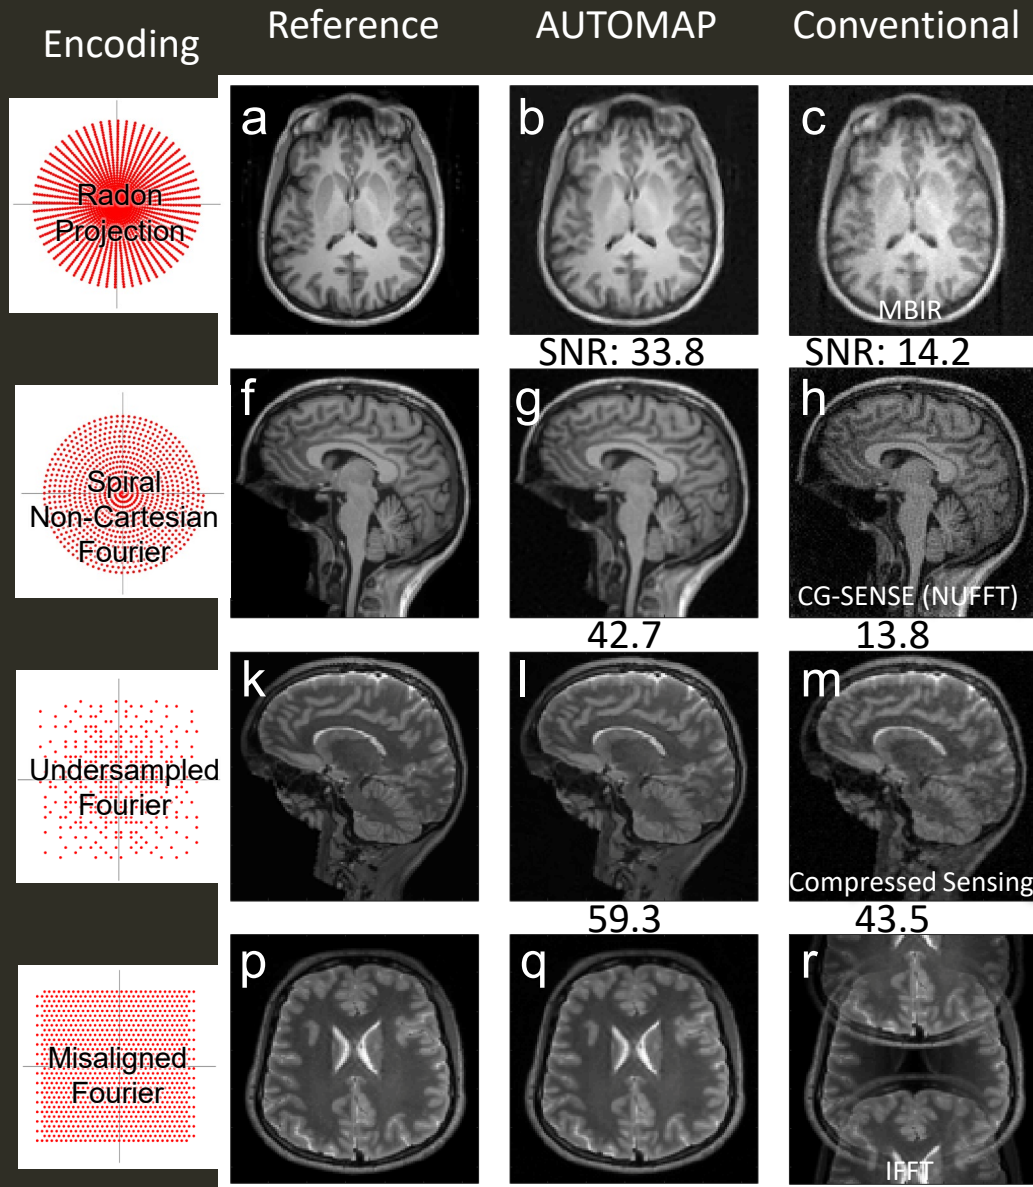 Encoding
Reference
AUTOMAP
Conventional
Radon
Projection
a
b
c
MBIR
SNR: 33.8
SNR: 14.2
Spiral
Non-Cartesian
Fourier
f
g
h
CG-SENSE (NUFFT)
42.7
13.8
Undersampled
Fourier
k
l
m
Compressed Sensing
59.3
43.5
Misaligned
Fourier
p
q
r
IFFT